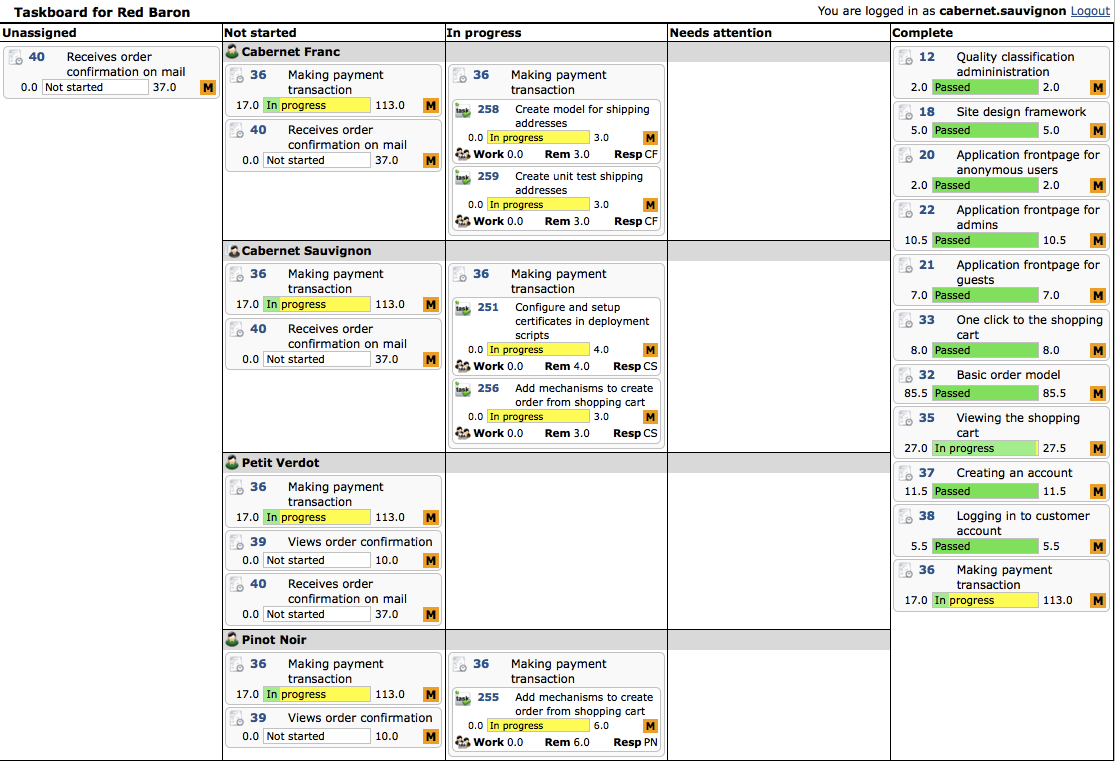 Taskboard for Red Baron
You are logged in as cabernet.sauvignon Logout
Unassigned
40 Receives order
confirmation on mail
0.0 Not started 37.0 M
Not started
In progress
Needs attention
Complete
Cabernet Franc
36 Making payment
transaction
17.0 In progress 113.0 M
40 Receives order
confirmation on mail
0.0 Not started 37.0 M
36 Making payment
transaction
task 258 Create model for shipping
addresses
0.0 In progress 3.0 M
Work 0.0 Rem 3.0 Resp CF
task 259 Create unit test shipping
addresses
0.0 In progress 3.0 M
Work 0.0 Rem 3.0 Resp CF
Cabernet Sauvignon
36 Making payment
transaction
17.0 In progress 113.0 M
40 Receives order
confirmation on mail
0.0 Not started 37.0 M
36 Making payment
transaction
task 251 Configure and setup
certificates in deployment
scripts
0.0 In progress 4.0 M
Work 0.0 Rem 4.0 Resp CS
task 256 Add mechanisms to create
order from shopping cart
0.0 In progress 3.0 M
Work 0.0 Rem 3.0 Resp CS
Petit Verdot
36 Making payment
transaction
17.0 In progress 113.0 M
39 Views order confirmation
0.0 Not started 10.0 M
40 Receives order
confirmation on mail
0.0 Not started 37.0 M
Pinot Noir
36 Making payment
transaction
17.0 In progress 113.0 M
39 Views order confirmation
0.0 Not started 10.0 M
36 Making payment
transaction
task 255 Add mechanisms to create
order from shopping cart
0.0 In progress 6.0 M
Work 0.0 Rem 6.0 Resp PN
12 Quality classification
admininistration
2.0 Passed 2.0 M
18 Site design framework
5.0 Passed 5.0 M
20 Application frontpage for
anonymous users
2.0 Passed 2.0 M
22 Application frontpage for
admins
10.5 Passed 10.5 M
21 Application frontpage for
guests
7.0 Passed 7.0 M
33 One click to the shopping
cart
8.0 Passed 8.0 M
32 Basic order model
85.5 Passed 85.5 M
35 Viewing the shopping
cart
27.0 In progress 27.5 M
37 Creating an account
11.5 Passed 11.5 M
38 Logging in to customer
account
5.5 Passed 5.5 M
36 Making payment
transaction
17.0 In progress 113.0 M